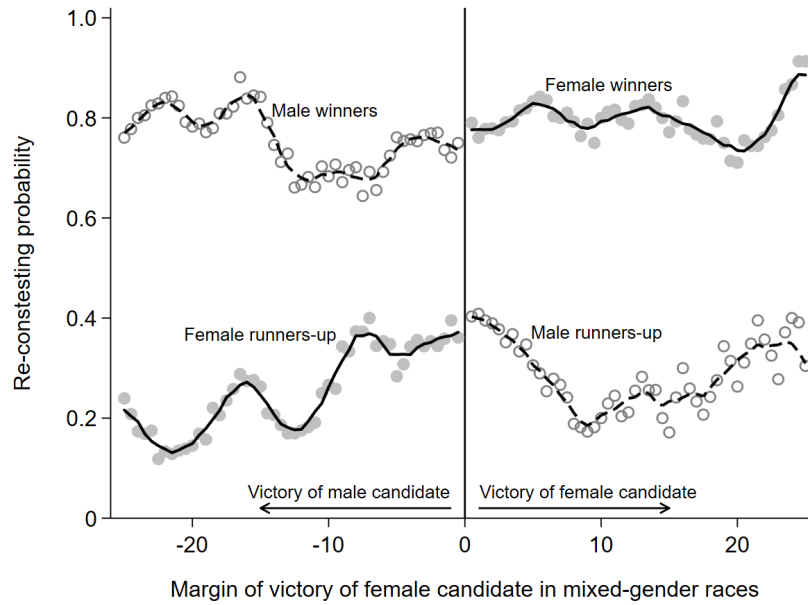 1.0
0.8
0.6
0.4
0.2
0
Re-constesting probability
Male winners
Female winners
Female runners-up
Male runners-up
Victory of male candidate
Victory of female candidate
-20
-10
0
10
20
Margin of victory of female candidate in mixed-gender races